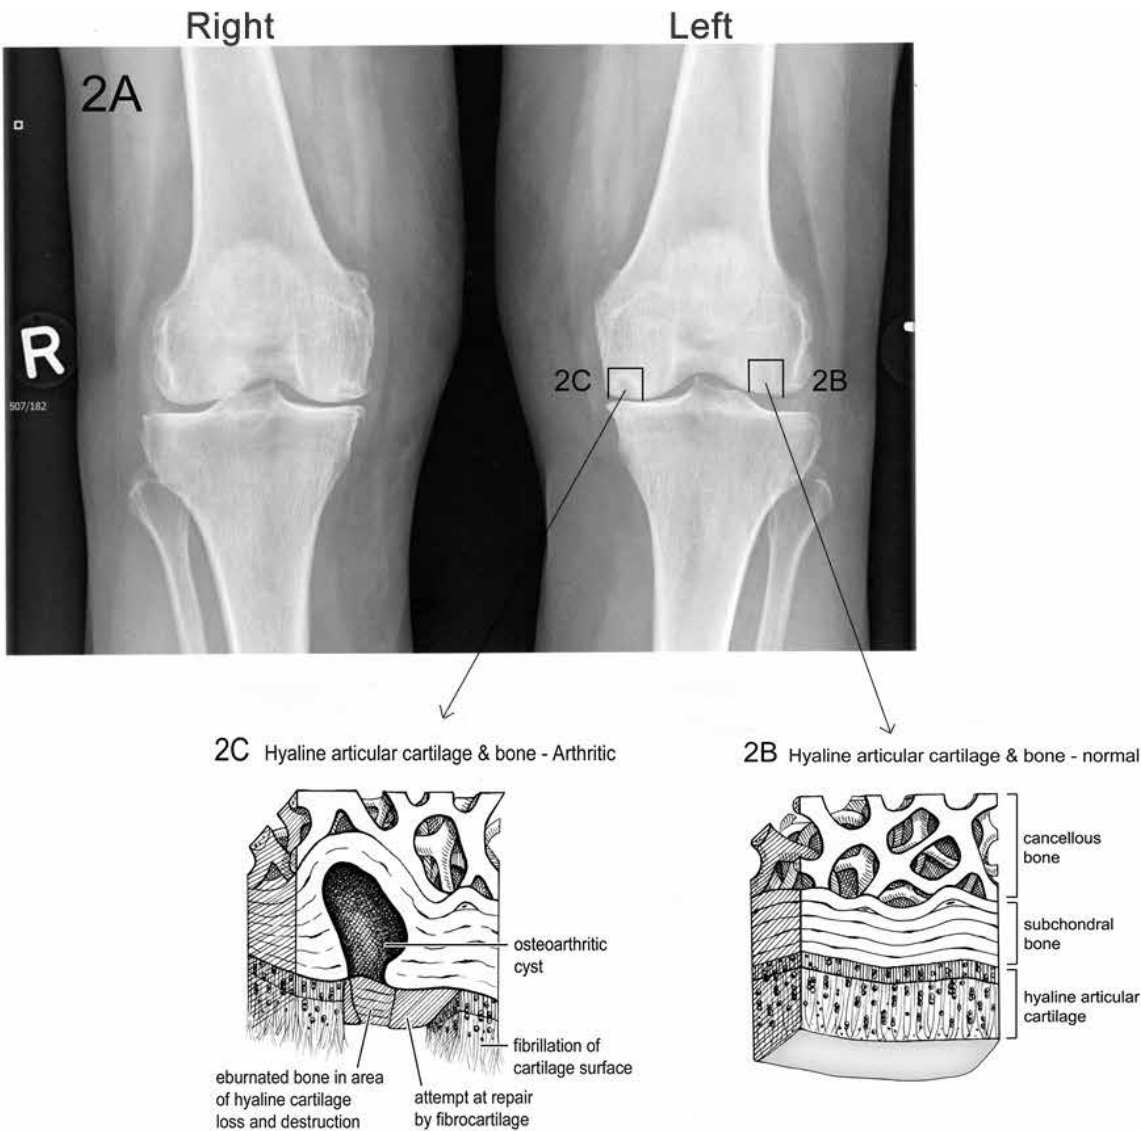 Right
Left
2A
R
507/182
2C
2B
2C Hyaline articular cartilage & bone - Arthritic
2B Hyaline articular cartilage & bone - normal
osteoarthritic
cyst
fibrillation of
cartilage surface
eburnated bone in area
of hyaline cartilage
loss and destruction
attempt at repair
by fibrocartilage
cancellous
bone
subchondral
bone
hyaline articular
cartilage